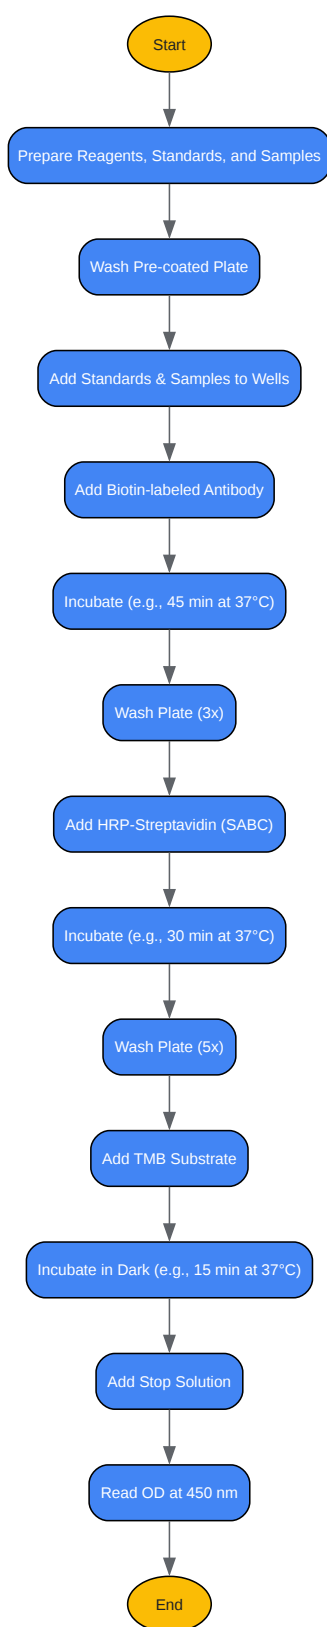 Start
Prepare Reagents, Standards, and Samples
Wash Pre-coated Plate
Add Standards & Samples to Wells
Add Biotin-labeled Antibody
Incubate (e.g., 45 min at 37°C)
Wash Plate (3x)
Add HRP-Streptavidin (SABC)
Incubate (e.g., 30 min at 37°C)
Wash Plate (5x)
Add TMB Substrate
Incubate in Dark (e.g., 15 min at 37°C)
Add Stop Solution
Read OD at 450 nm
End